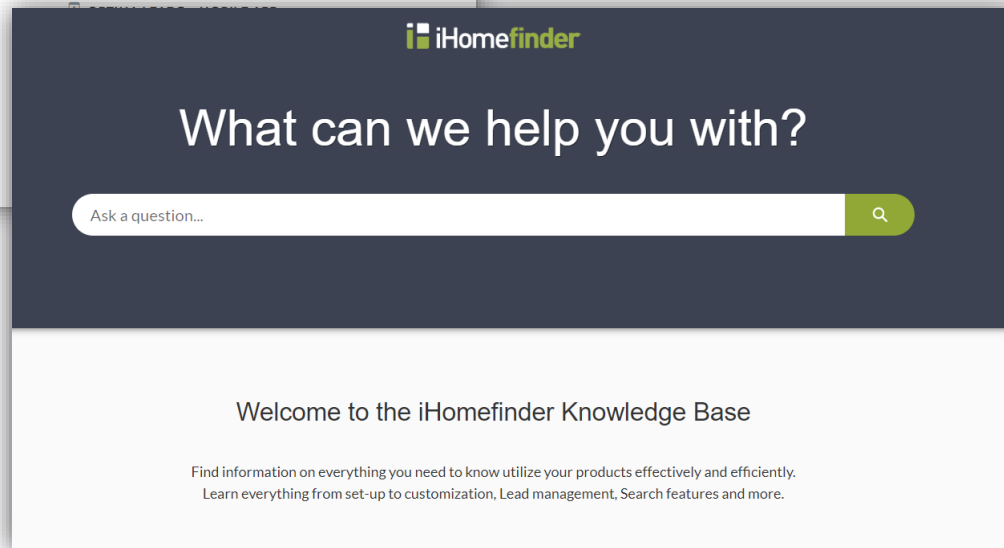 iHomefinder
What can we help you with?
Ask a question...
Welcome to the iHomefinder Knowledge Base
Find information on everything you need to know utilize your products effectively and efficiently.
Learn everything from set-up to customization, Lead management, Search features and more.